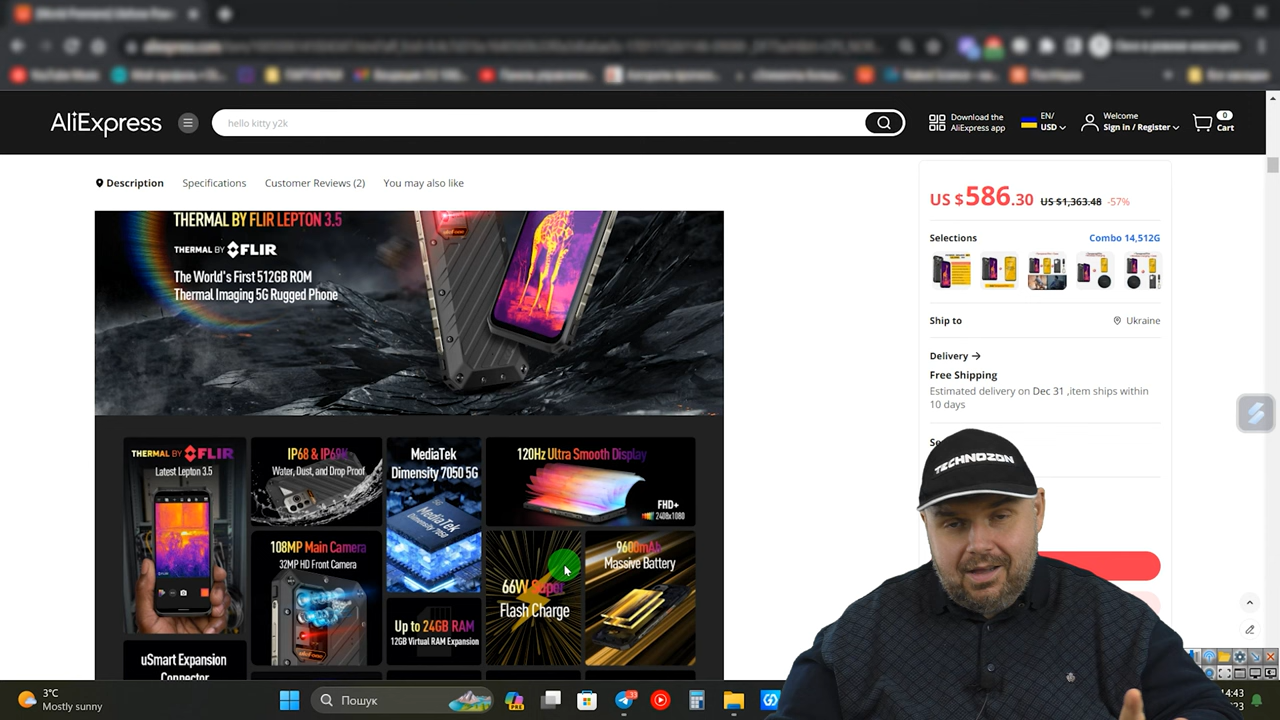 AliExpress
hello kitty y2k
Download the
AliExpress app
EN/
USD
Welcome
Sign in / Register
0
Cart
Description
Specifications
Customer Reviews (2)
You may also like
THERMAL BY FLIR LEPTON 3.5
THERMAL BY FLIR
The World's First 512GB ROM
Thermal Imaging 5G Rugged Phone
US $586.30 US $1,363.48 -57%
Selections
Combo 14,512G
Ship to
Ukraine
Delivery
Free Shipping
Estimated delivery on Dec 31 ,item ships within
10 days
THERMAL BY FLIR
Latest Lepton 3.5
IP68 & IP69K
Water, Dust, and Drop Proof
MediaTek
Dimensity 7050 5G
120Hz Ultra Smooth Display
FHD+
2408x1080
108MP Main Camera
32MP HD Front Camera
66W Super
Flash Charge
9600mAh
Massive Battery
Up to 24GB RAM
12GB Virtual RAM Expansion
uSmart Expansion
Connector
TECHNOZON
3°C
Mostly sunny
Пошук
PRE
33
14:43